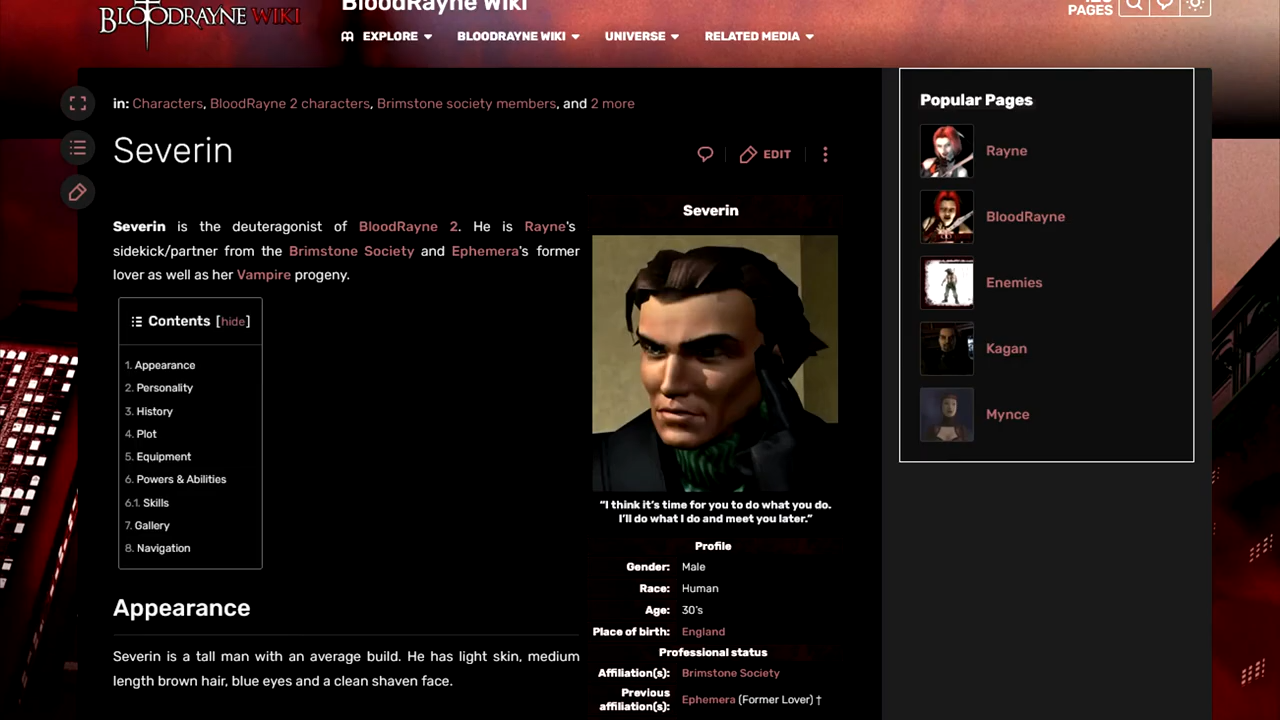 BLOODRAYNE WIKI
BloodRayne Wiki
PAGES
EXPLORE
BLOODRAYNE WIKI
UNIVERSE
RELATED MEDIA
in: Characters, BloodRayne 2 characters, Brimstone society members, and 2 more
Severin
EDIT
Severin is the deuteragonist of BloodRayne 2. He is Rayne's
sidekick/partner from the Brimstone Society and Ephemera's former
lover as well as her Vampire progeny.
Contents [hide]
1. Appearance
2. Personality
3. History
4. Plot
5. Equipment
6. Powers & Abilities
6.1. Skills
7. Gallery
8. Navigation
Appearance
Severin is a tall man with an average build. He has light skin, medium
length brown hair, blue eyes and a clean shaven face.
Severin
“I think it's time for you to do what you do.
I'll do what I do and meet you later.”
Profile
Gender: Male
Race: Human
Age: 30's
Place of birth: England
Professional status
Affiliation(s): Brimstone Society
Previous
affiliation(s): Ephemera (Former Lover) †
Popular Pages
Rayne
BloodRayne
Enemies
Kagan
Mynce